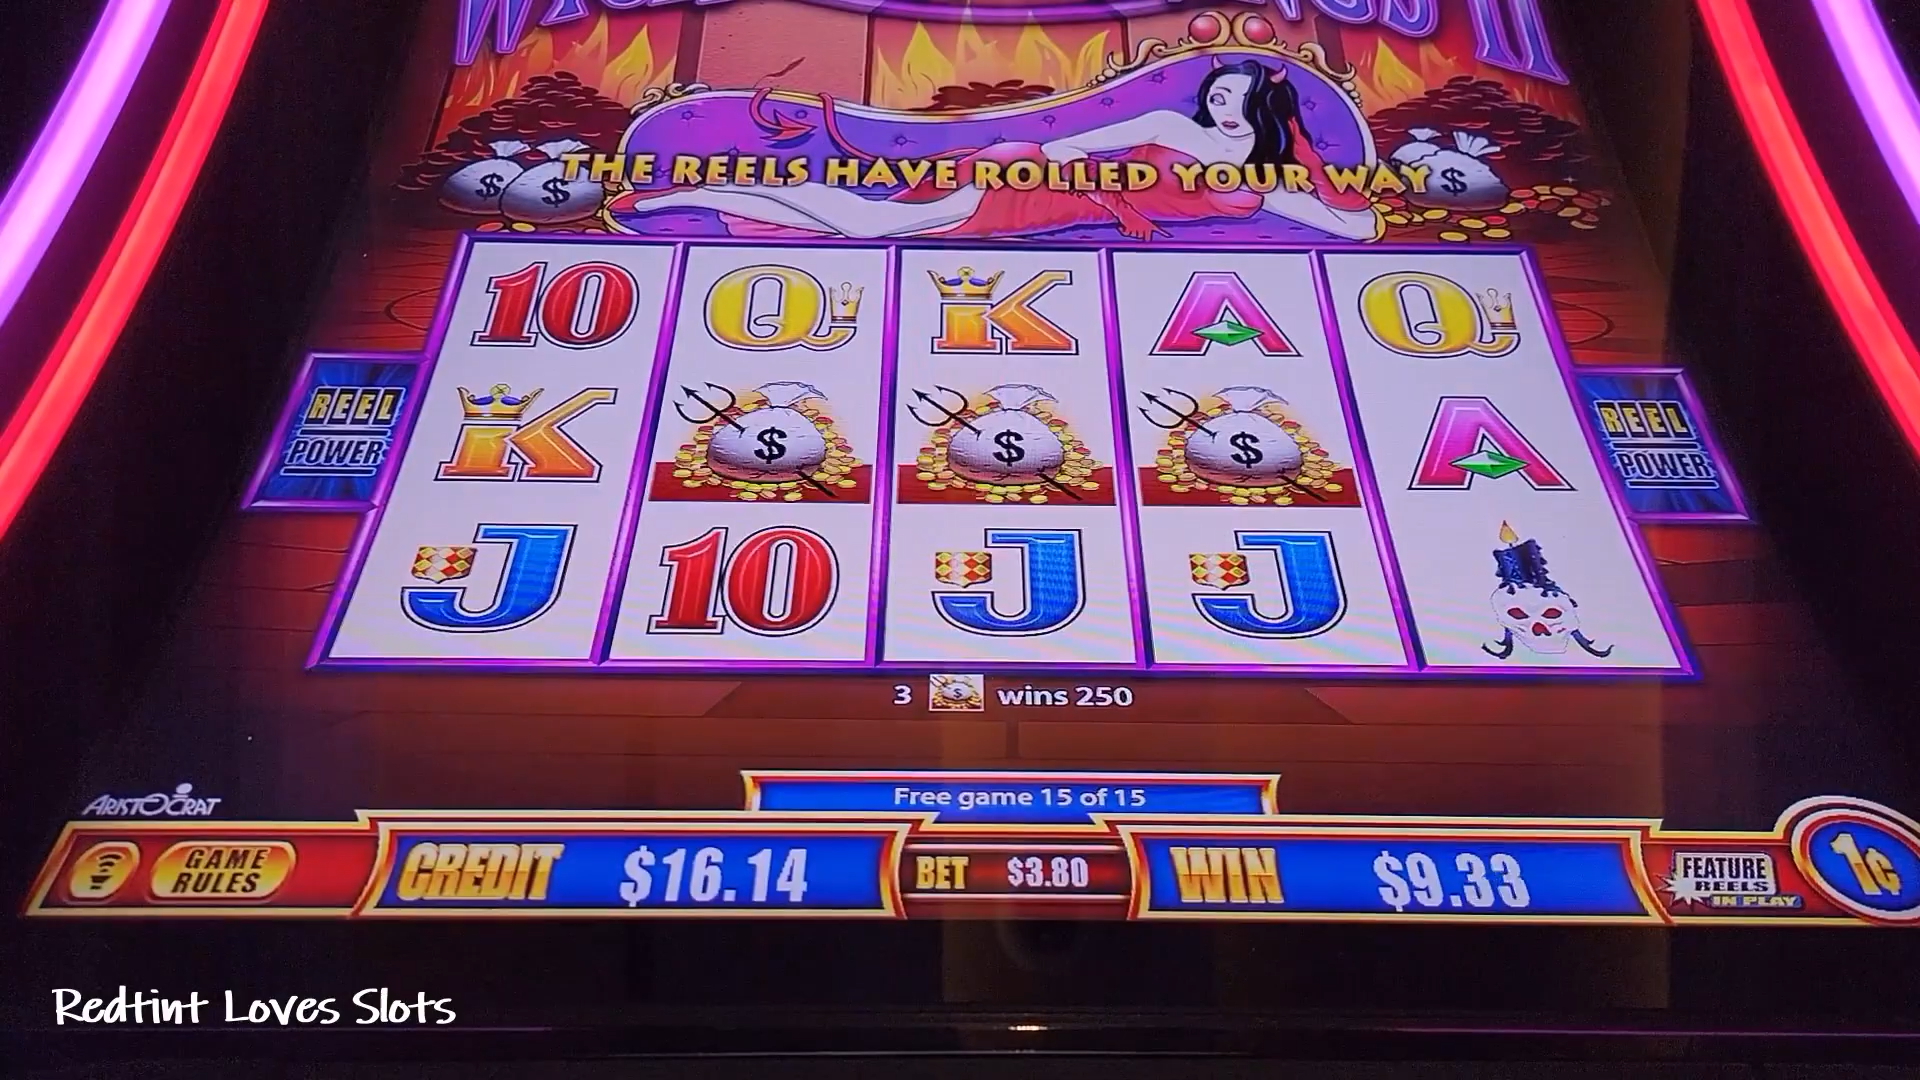 II
THE REELS HAVE ROLLED YOUR WAY
$ $ $
10 Q K A Q
REEL POWER
K $ $ $ A
REEL POWER
J 10 J J
3 $ wins 250
Free game 15 of 15
ARISTOCRAT
GAME RULES
CREDIT $16.14
BET $3.80
WIN $9.33
FEATURE REELS IN PLAY
1¢
Redtint Loves Slots